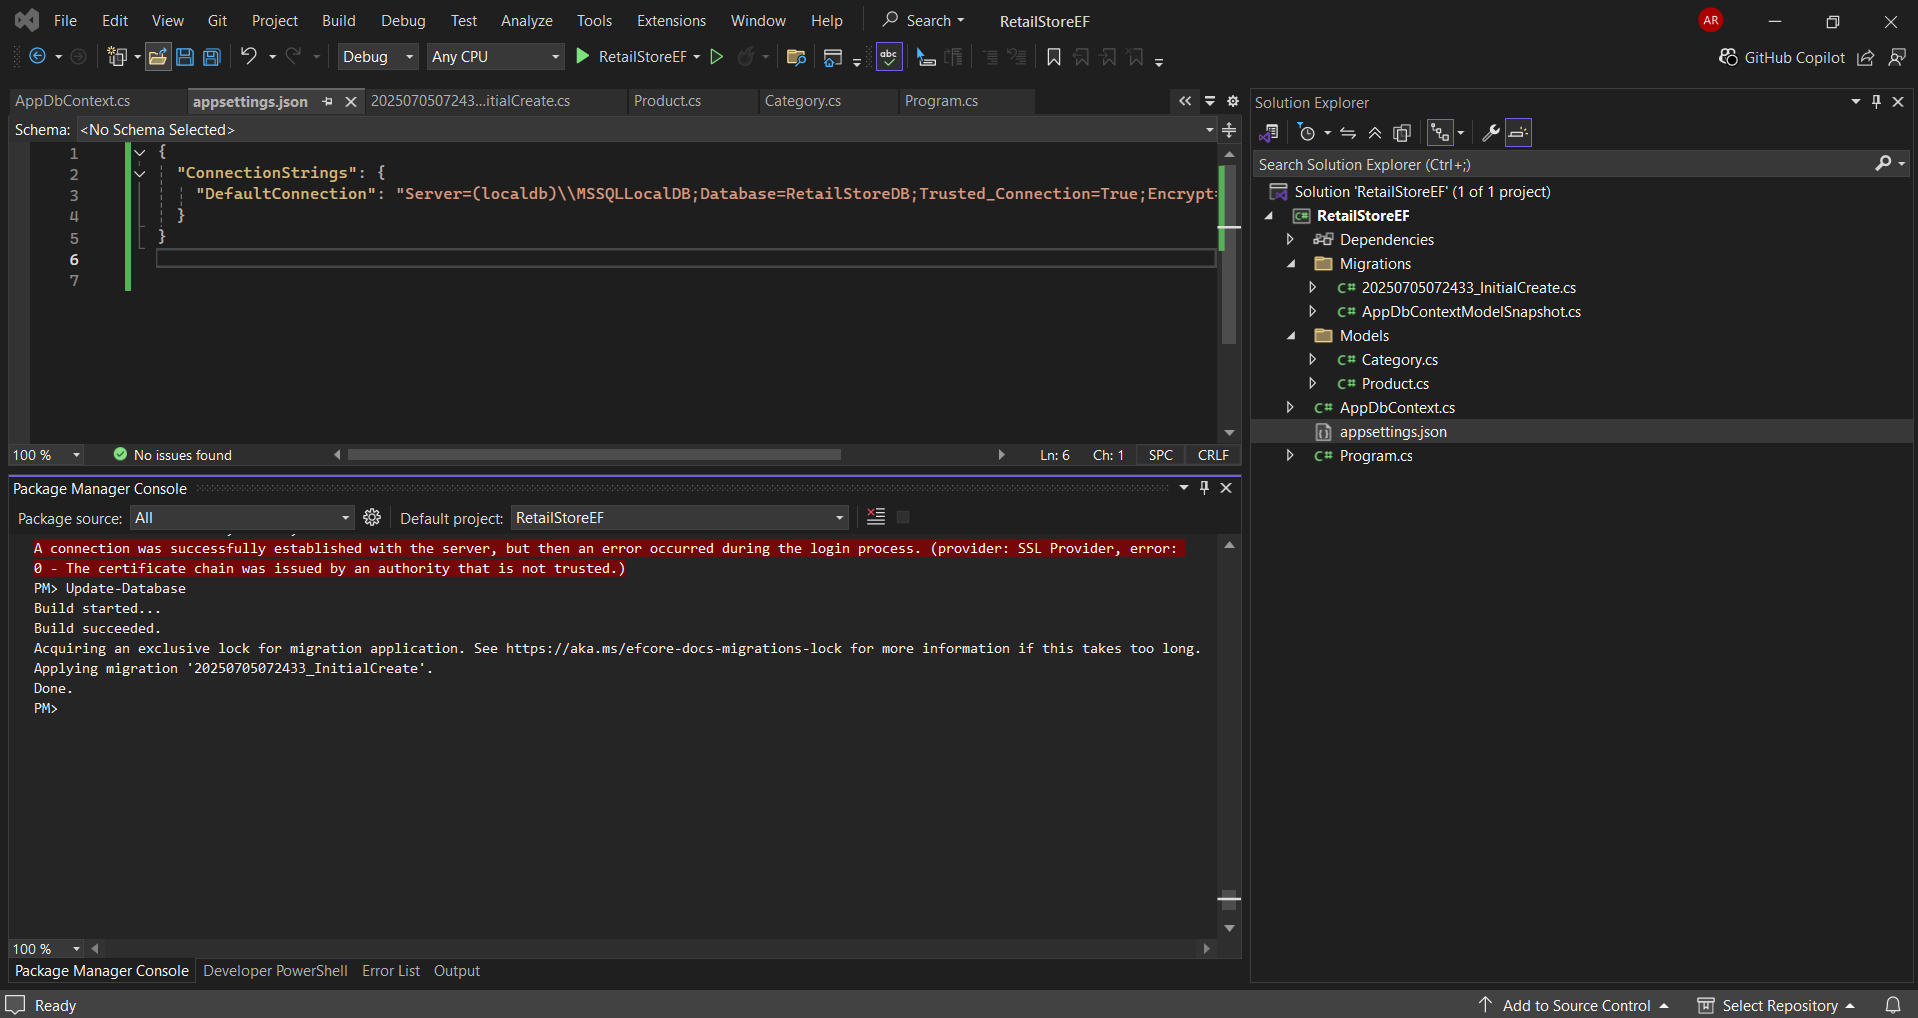 File Edit View Git Project Build Debug Test Analyze Tools Extensions Window Help Search RetailStoreEF AR
Debug Any CPU RetailStoreEF abc GitHub Copilot
AppDbContext.cs appsettings.json 2025070507243...itialCreate.cs Product.cs Category.cs Program.cs
Schema: <No Schema Selected>
1 {
2 "ConnectionStrings": {
3 "DefaultConnection": "Server=(localdb)\\MSSQLLocalDB;Database=RetailStoreDB;Trusted_Connection=True;Encrypt=
4 }
5 }
6
7
100 % No issues found Ln: 6 Ch: 1 SPC CRLF
Package Manager Console
Package source: All Default project: RetailStoreEF
A connection was successfully established with the server, but then an error occurred during the login process. (provider: SSL Provider, error:
0 - The certificate chain was issued by an authority that is not trusted.)
PM> Update-Database
Build started...
Build succeeded.
Acquiring an exclusive lock for migration application. See https://aka.ms/efcore-docs-migrations-lock for more information if this takes too long.
Applying migration '20250705072433_InitialCreate'.
Done.
PM>
100 %
Package Manager Console Developer PowerShell Error List Output
Solution Explorer
Search Solution Explorer (Ctrl+;)
Solution 'RetailStoreEF' (1 of 1 project)
C# RetailStoreEF
Dependencies
Migrations
C# 20250705072433_InitialCreate.cs
C# AppDbContextModelSnapshot.cs
Models
C# Category.cs
C# Product.cs
C# AppDbContext.cs
appsettings.json
C# Program.cs
Ready Add to Source Control Select Repository